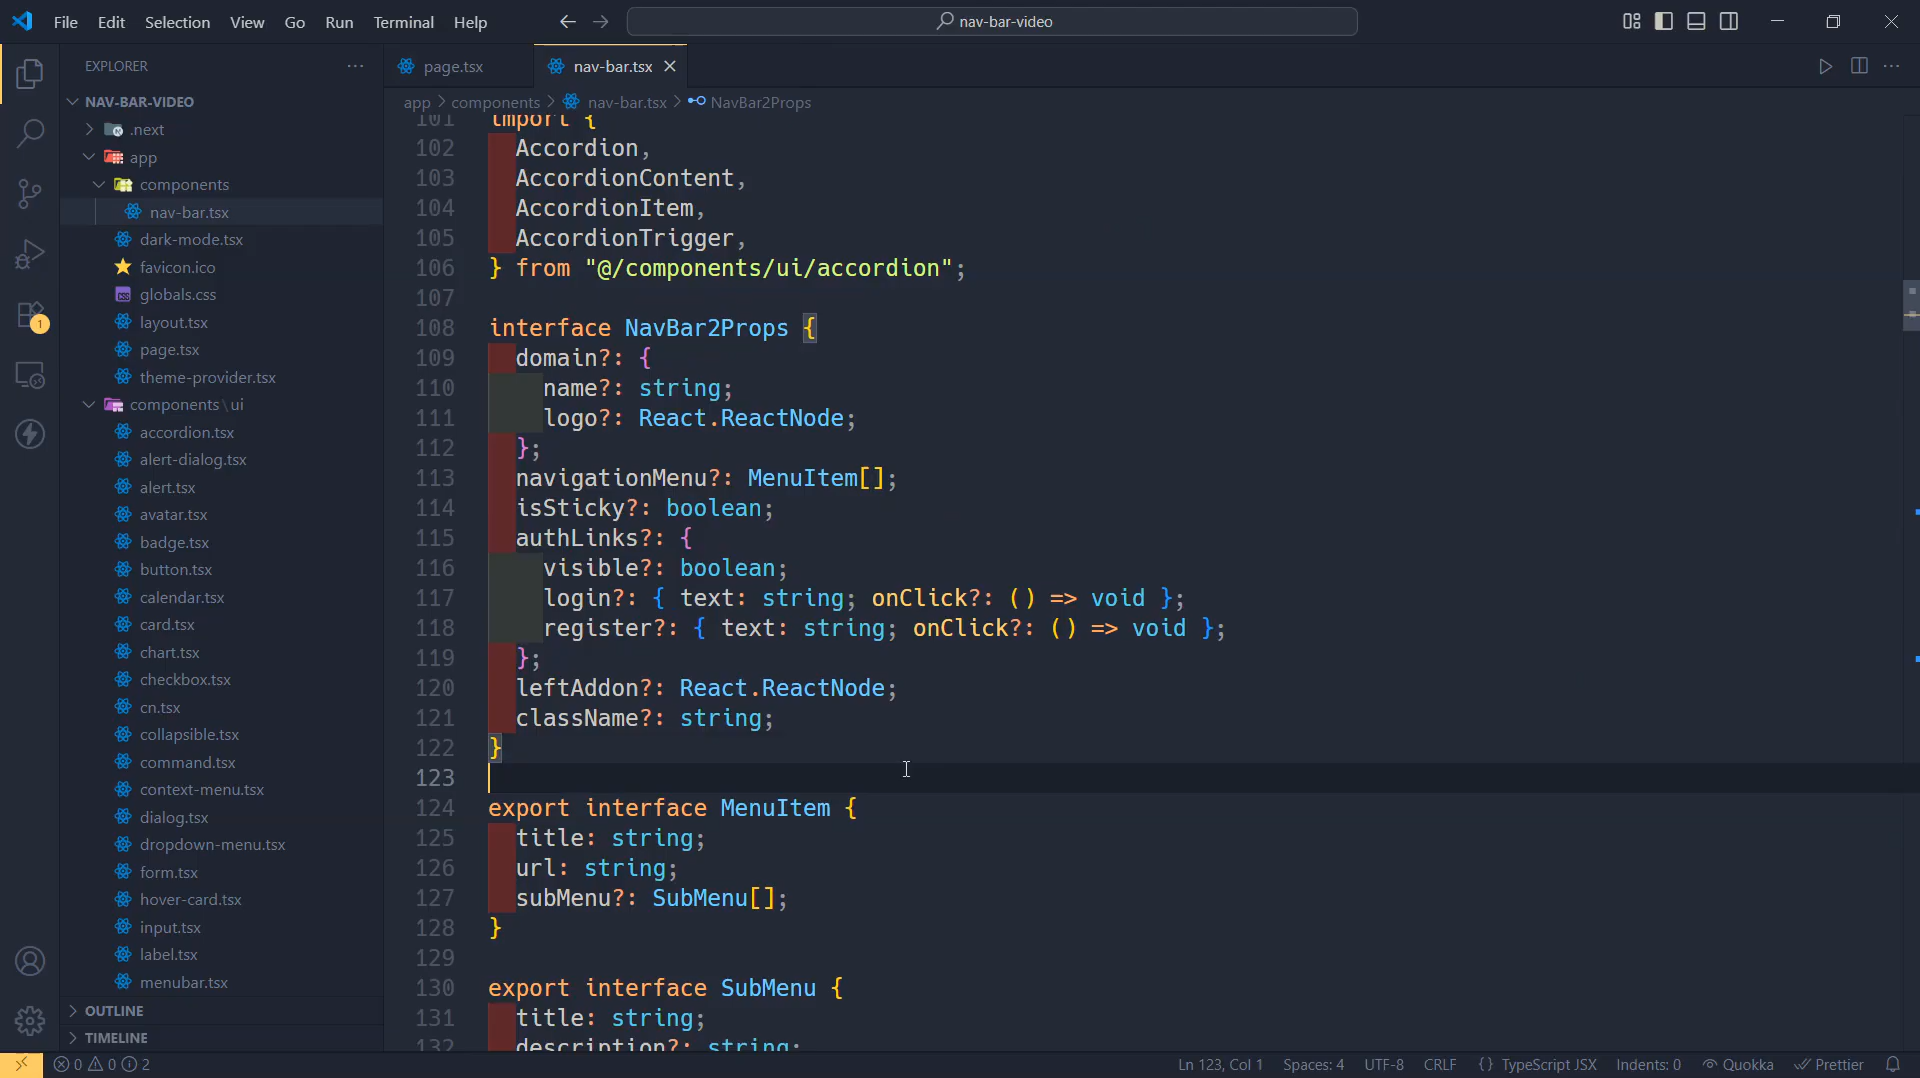 File Edit Selection View Go Run Terminal Help
nav-bar-video
EXPLORER
NAV-BAR-VIDEO
.next
app
components
nav-bar.tsx
dark-mode.tsx
favicon.ico
globals.css
layout.tsx
page.tsx
theme-provider.tsx
components\ui
accordion.tsx
alert-dialog.tsx
alert.tsx
avatar.tsx
badge.tsx
button.tsx
calendar.tsx
card.tsx
chart.tsx
checkbox.tsx
cn.tsx
collapsible.tsx
command.tsx
context-menu.tsx
dialog.tsx
dropdown-menu.tsx
form.tsx
hover-card.tsx
input.tsx
label.tsx
menubar.tsx
OUTLINE
TIMELINE
1
page.tsx nav-bar.tsx
app > components > nav-bar.tsx > NavBar2Props
101 import {
102 Accordion,
103 AccordionContent,
104 AccordionItem,
105 AccordionTrigger,
106 } from "@/components/ui/accordion";
107
108 interface NavBar2Props {
109 domain?: {
110 name?: string;
111 logo?: React.ReactNode;
112 };
113 navigationMenu?: MenuItem[];
114 isSticky?: boolean;
115 authLinks?: {
116 visible?: boolean;
117 login?: { text: string; onClick?: () => void };
118 register?: { text: string; onClick?: () => void };
119 };
120 leftAddon?: React.ReactNode;
121 className?: string;
122 }
123
124 export interface MenuItem {
125 title: string;
126 url: string;
127 subMenu?: SubMenu[];
128 }
129
130 export interface SubMenu {
131 title: string;
132 description?: string;
0 0 2
Ln 123, Col 1 Spaces: 4 UTF-8 CRLF {} TypeScript JSX Indents: 0 Quokka Prettier